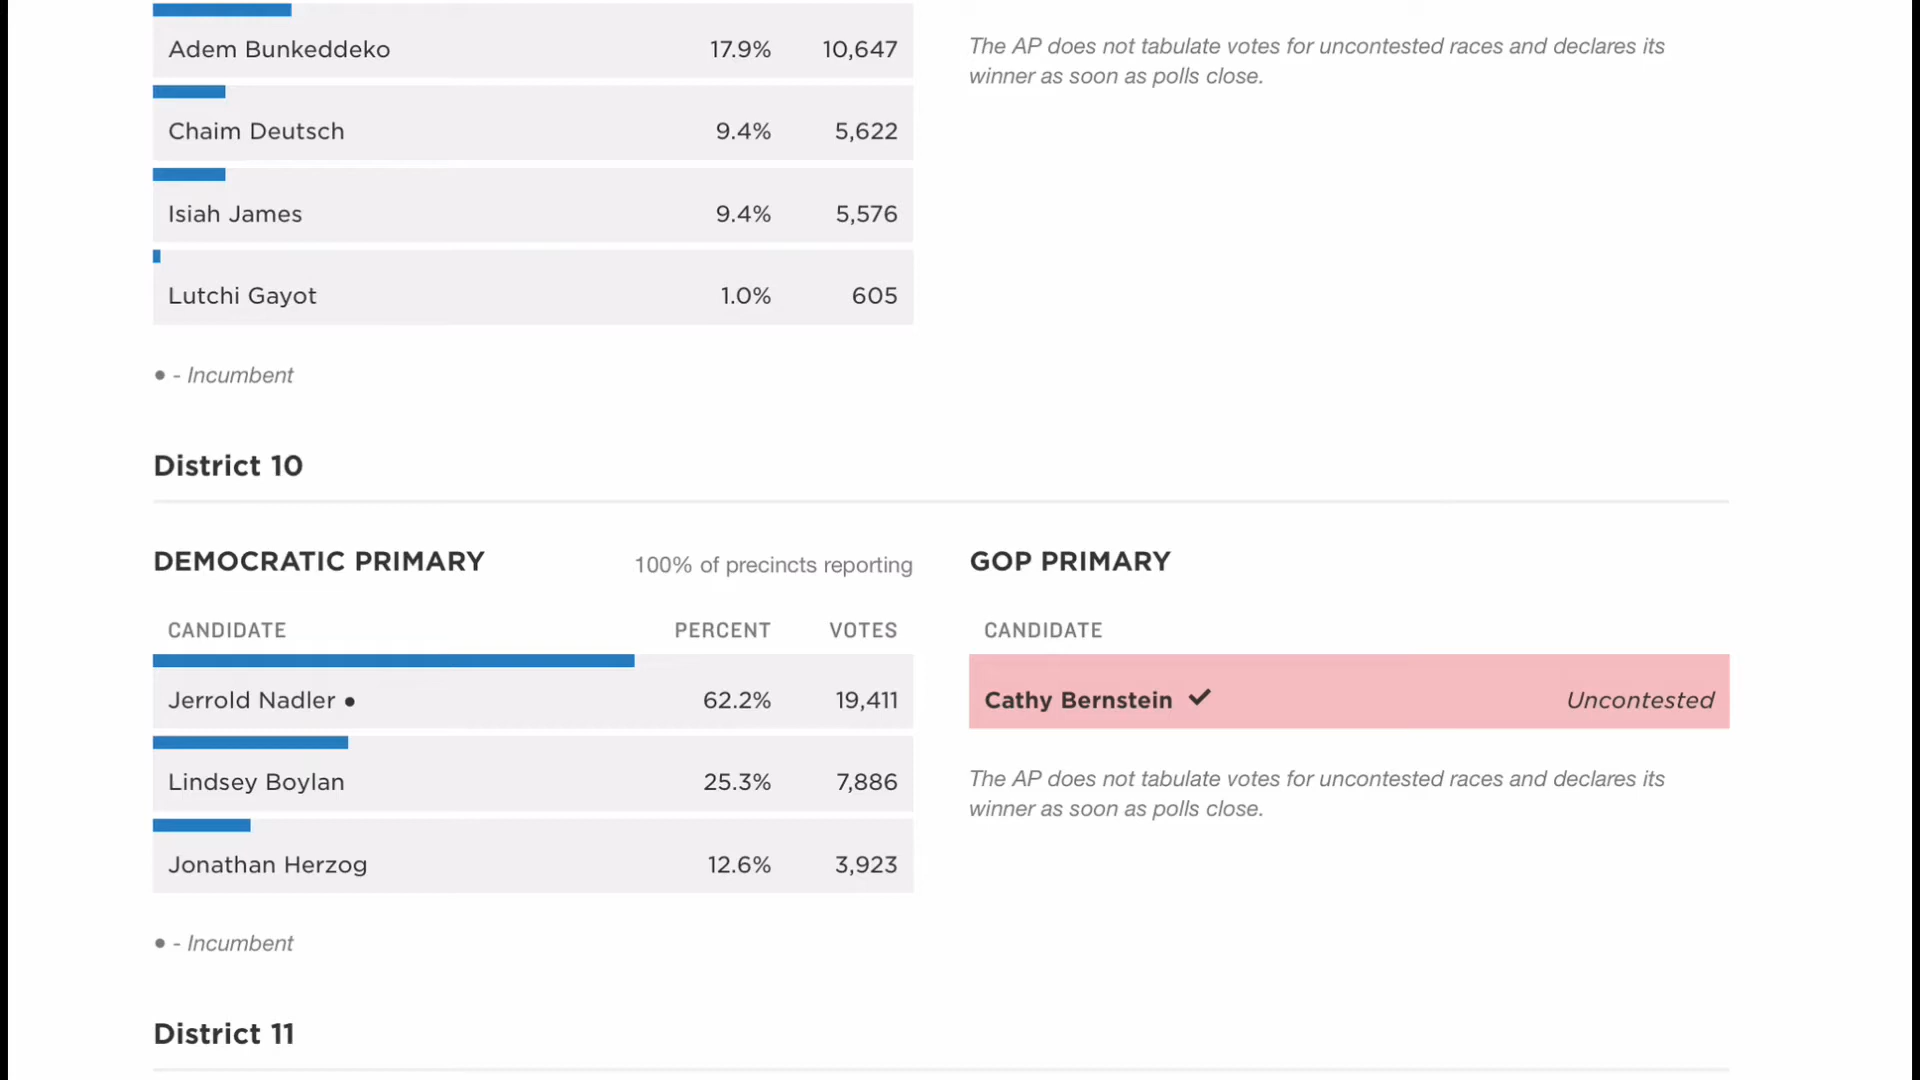 Adem Bunkeddeko 17.9% 10,647
Chaim Deutsch 9.4% 5,622
Isiah James 9.4% 5,576
Lutchi Gayot 1.0% 605
• - Incumbent
The AP does not tabulate votes for uncontested races and declares its
winner as soon as polls close.
District 10
DEMOCRATIC PRIMARY 100% of precincts reporting
CANDIDATE PERCENT VOTES
Jerrold Nadler • 62.2% 19,411
Lindsey Boylan 25.3% 7,886
Jonathan Herzog 12.6% 3,923
• - Incumbent
GOP PRIMARY
CANDIDATE
Cathy Bernstein ✓ Uncontested
The AP does not tabulate votes for uncontested races and declares its
winner as soon as polls close.
District 11